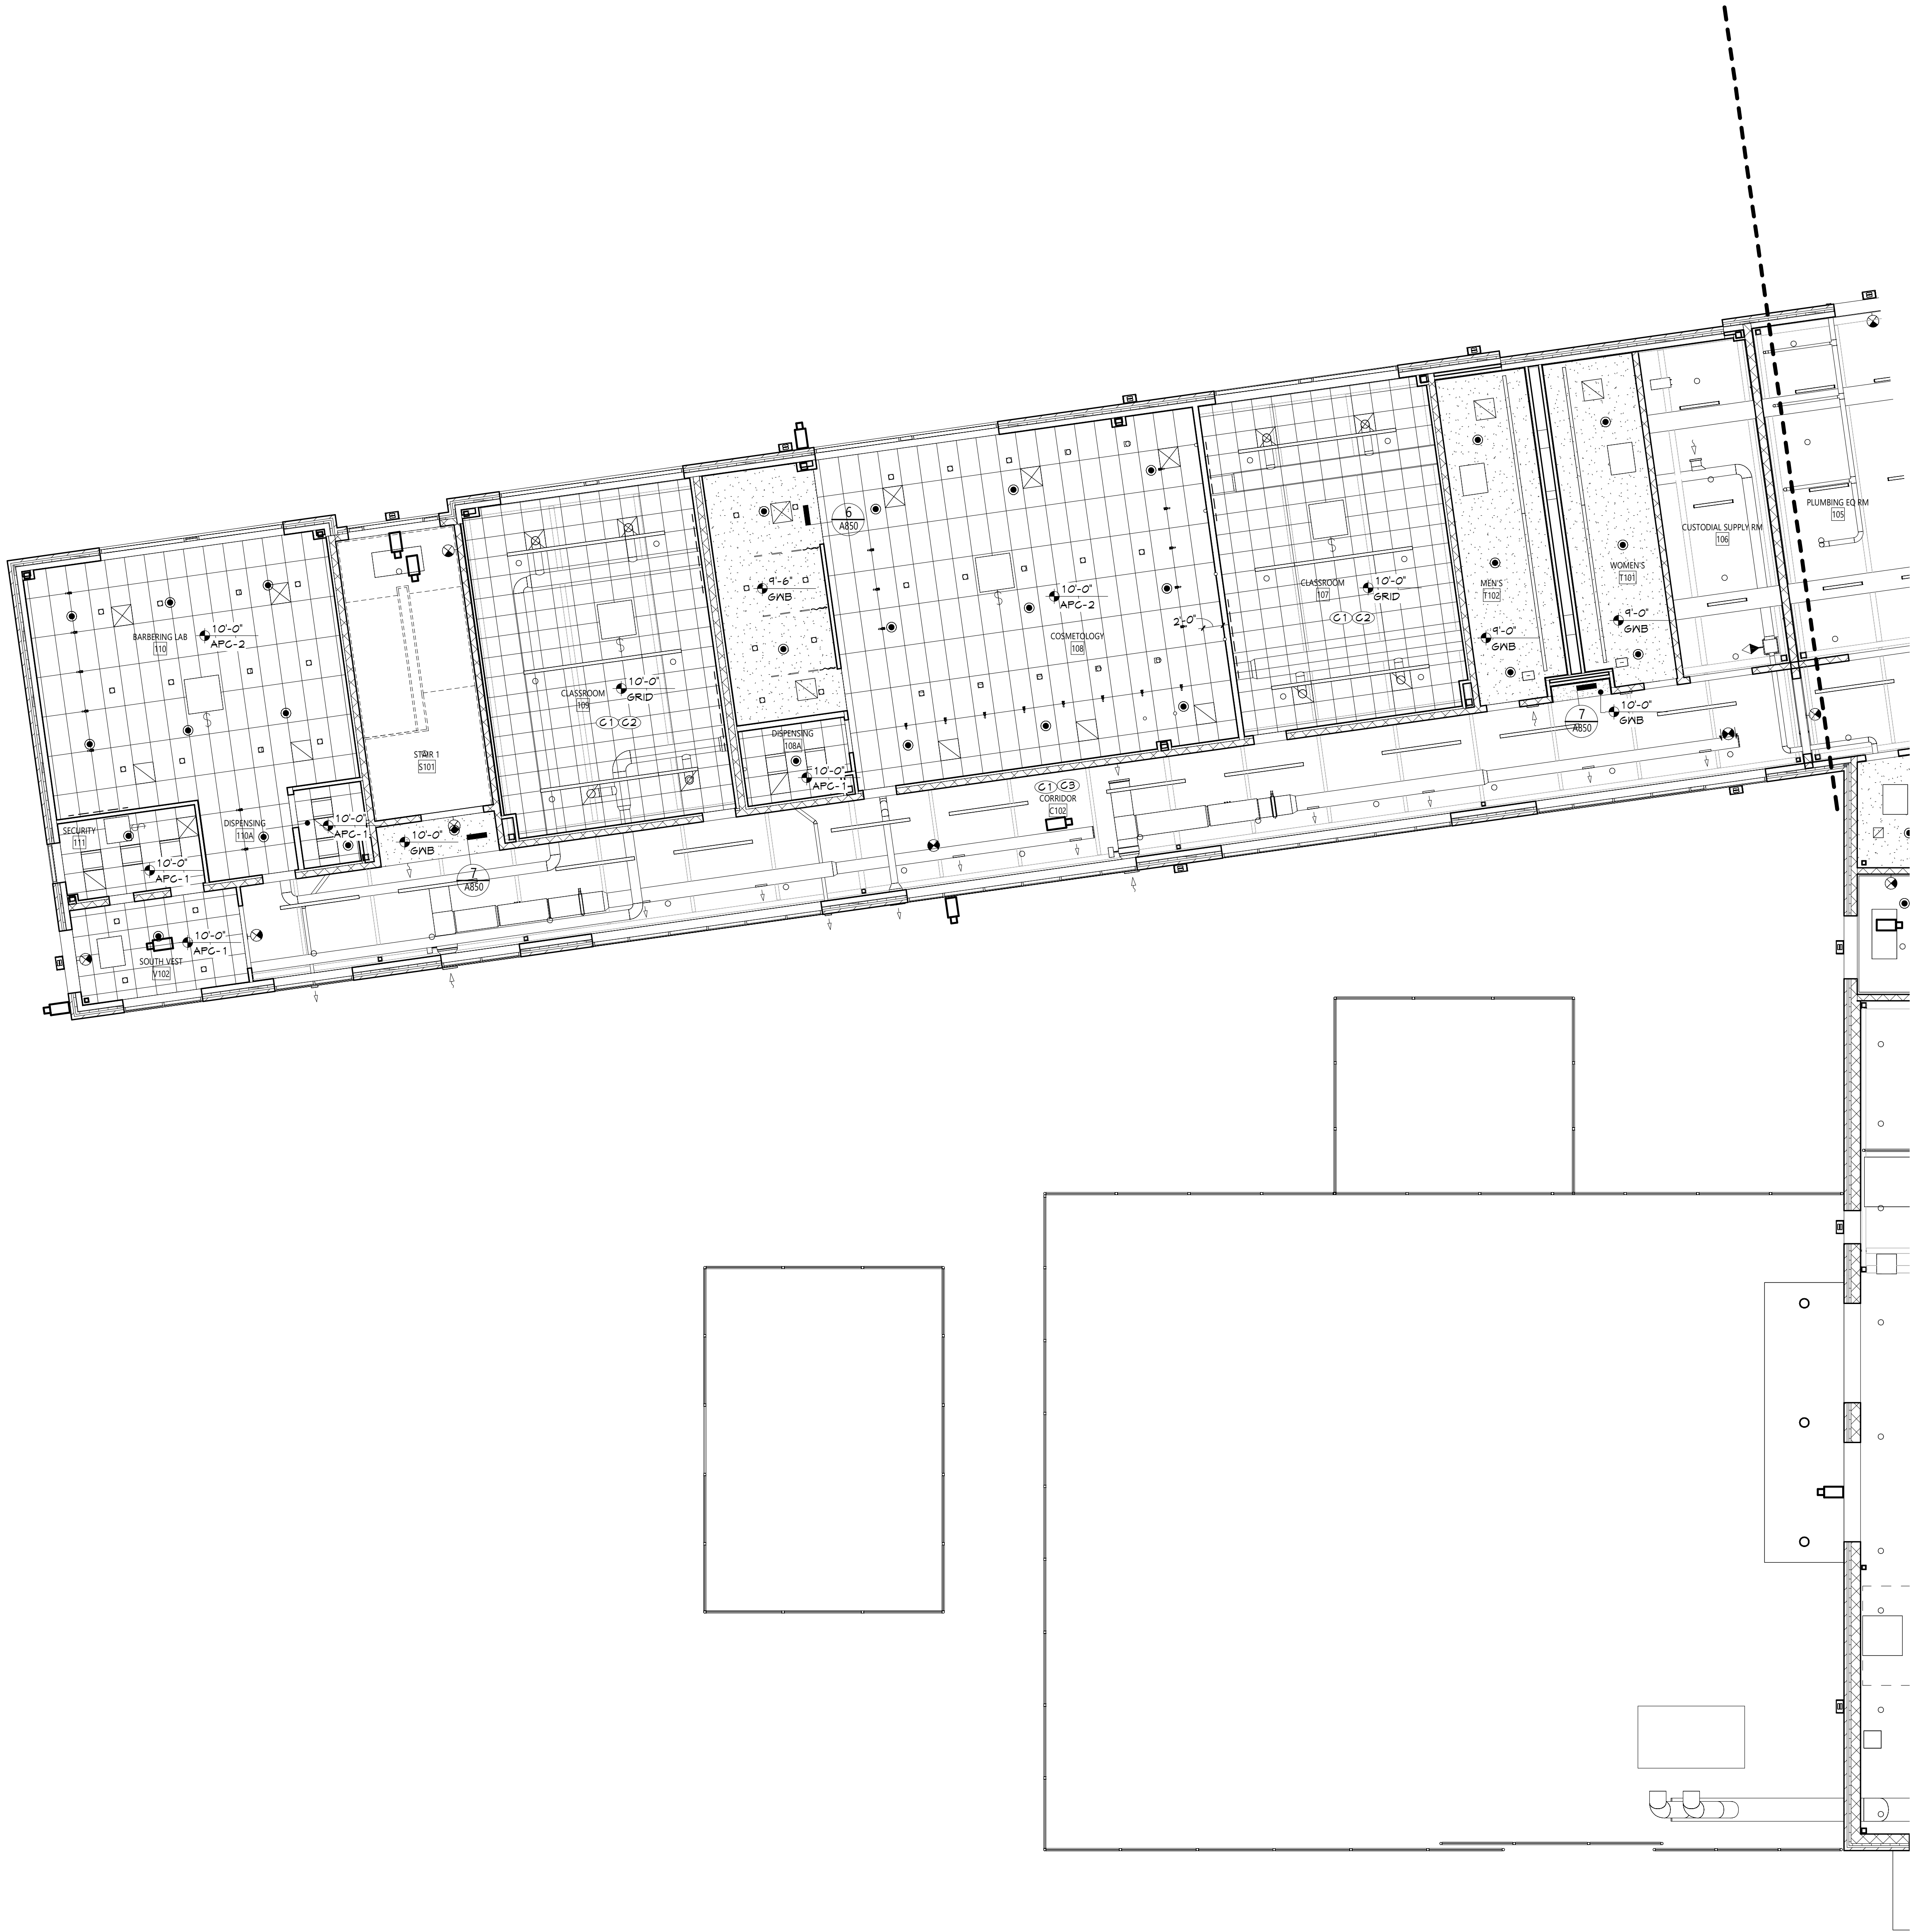 PLUMBING EQ RM
105
CUSTODIAL SUPPLY RM
106
WOMEN'S
T101
9'-0"
GWB
MEN'S
T102
9'-0"
GWB
10'-0"
GWB
7
A850
CLASSROOM
107
10'-0"
GRID
C1 C2
2'-0"
6
A850
10'-0"
APC-2
COSMETOLOGY
108
9'-6"
GWB
DISPENSING
108A
10'-0"
APC-1
C1 C3
CORRIDOR
C102
CLASSROOM
109
10'-0"
GRID
C1 C2
STAIR 1
S101
BARBERING LAB
110
10'-0"
APC-2
SECURITY
111
DISPENSING
110A
10'-0"
APC-1
10'-0"
GWB
7
A850
10'-0"
APC-1
10'-0"
APC-1
SOUTH VEST
V102
S
S
S
S